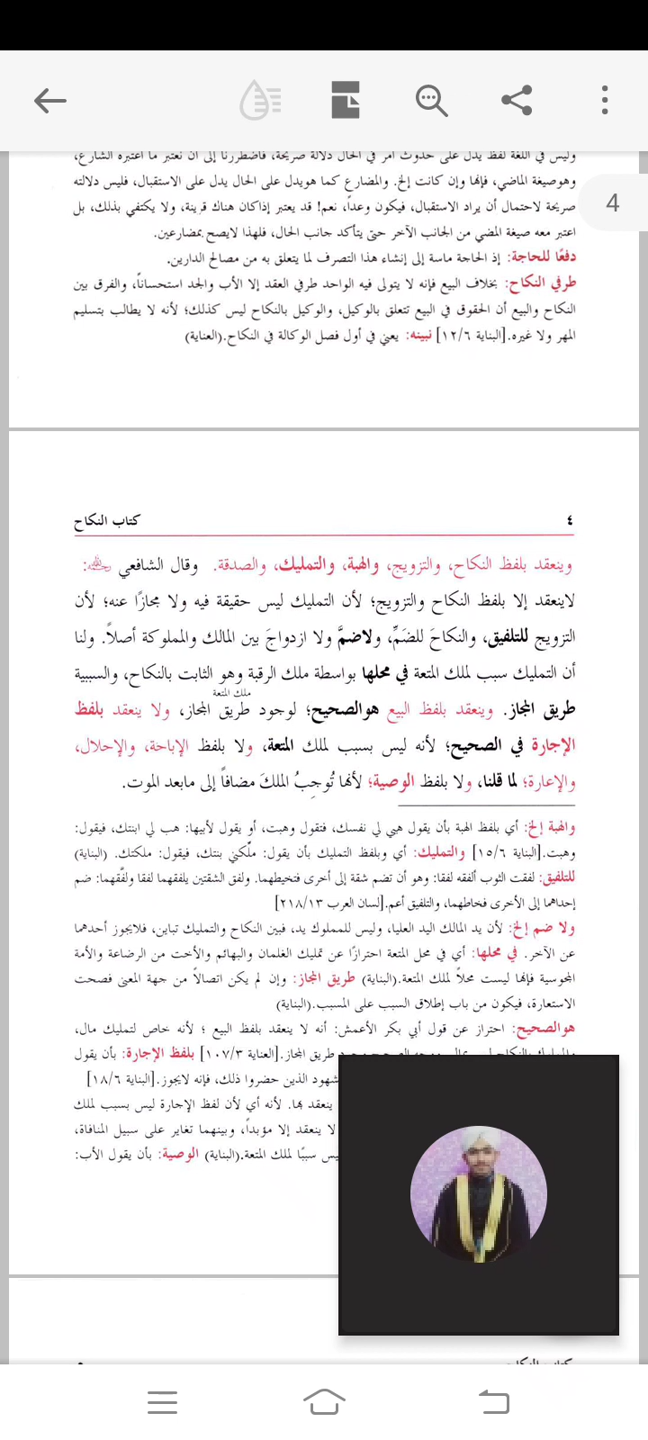 وليس في اللغة لفظ يدل على حدوث أمر في الحال دلالة صريحة، فاضطررنا إلى أن نعتبر ما اعتبره الشارع،
وهوصيغة الماضي، فإنها وإن كانت إلخ. والمضارع كما هويدل على الحال يدل على الاستقبال، فليس دلالته
4
صريحة لاحتمال أن يراد الاستقبال، فيكون وعداً، نعم! قد يعتبر إذاكان هناك قرينة، ولا يكتفي بذلك، بل
اعتبر معه صيغة المضي من الجانب الآخر حتى يتأكد جانب الحال، فلهذا لايصح بمضارعين.
دفعًا للحاجة: إذ الحاجة ماسة إلى إنشاء هذا التصرف لما يتعلق به من مصالح الدارين.
طرفي النكاح: بخلاف البيع فإنه لا يتولى فيه الواحد طرفي العقد إلا الأب والجد استحساناً، والفرق بين
النكاح والبيع أن الحقوق في البيع تتعلق بالوكيل، والوكيل بالنكاح ليس كذلك؛ لأنه لا يطالب بتسليم
المهر ولا غيره.[البناية ١٢/٦] نبينه: يعني في أول فصل الوكالة في النكاح.(العناية)
٤ كتاب النكاح
وينعقد بلفظ النكاح، والتزويج، والهبة، والتمليك، والصدقة. وقال الشافعي رحمه الله:
لاينعقد إلا بلفظ النكاح والتزويج؛ لأن التمليك ليس حقيقة فيه ولا مجازًا عنه؛ لأن
التزويج للتلفيق، والنكاحَ للضَمِّ، ولاضمَّ ولا ازدواجَ بين المالك والمملوكة أصلاً. ولنا
أن التمليك سبب لملك المتعة في محلها بواسطة ملك الرقبة وهو الثابت بالنكاح، والسببية
ملك المتعة
طريق المجاز. وينعقد بلفظ البيع هوالصحيح؛ لوجود طريق المجاز، ولا ينعقد بلفظ
الإجارة في الصحيح؛ لأنه ليس بسبب لملك المتعة، ولا بلفظ الإباحة، والإحلال،
والإعارة؛ لما قلنا، ولا بلفظ الوصية؛ لأنها تُوجِبُ الملكَ مضافاً إلى مابعد الموت.
والهبة إلخ: أي بلفظ الهبة بأن يقول هبي لي نفسك، فتقول وهبت، أو يقول لأبيها: هب لي ابنتك، فيقول:
وهبت.[البناية ١٥/٦] والتمليك: أي وبلفظ التمليك بأن يقول: ملّكني بنتك، فيقول: ملكتك. (البناية)
للتلفيق: لفقت الثوب ألفقه لفقا: وهو أن تضم شقة إلى أخرى فتخيطهما. ولفق الشقتين يلفقهما لفقا ولفّقهما: ضم
إحداهما إلى الأخرى فخاطهما، والتلفيق أعم.[لسان العرب ٢١٨/١٣]
ولا ضم إلخ: لأن يد المالك اليد العليا، وليس للمملوك يد، فبين النكاح والتمليك تباين، فلايجوز أحدهما
عن الآخر. في محلها: أي في محل المتعة احترازًا عن تمليك الغلمان والبهائم والأخت من الرضاعة والأمة
المجوسية فإنها ليست محلاً لملك المتعة.(البناية) طريق المجاز: وإن لم يكن اتصالاً من جهة المعنى فصحت
الاستعارة، فيكون من باب إطلاق السبب على المسبب.(البناية)
هوالصحيح: احتراز عن قول أبي بكر الأعمش: أنه لا ينعقد بلفظ البيع ؛ لأنه خاص لتمليك مال،
طريق المجاز.[العناية ١٠٧/٣] بلفظ الإجارة: بأن يقول
شهود الذين حضروا ذلك، فإنه لايجوز.[البناية ١٨/٦]
ينعقد بها. لأنه أي لأن لفظ الإجارة ليس بسبب لملك
لا ينعقد إلا مؤبداً، وبينهما تغاير على سبيل المنافاة،
يس سببًا لملك المتعة.(البناية) الوصية: بأن يقول الأب: